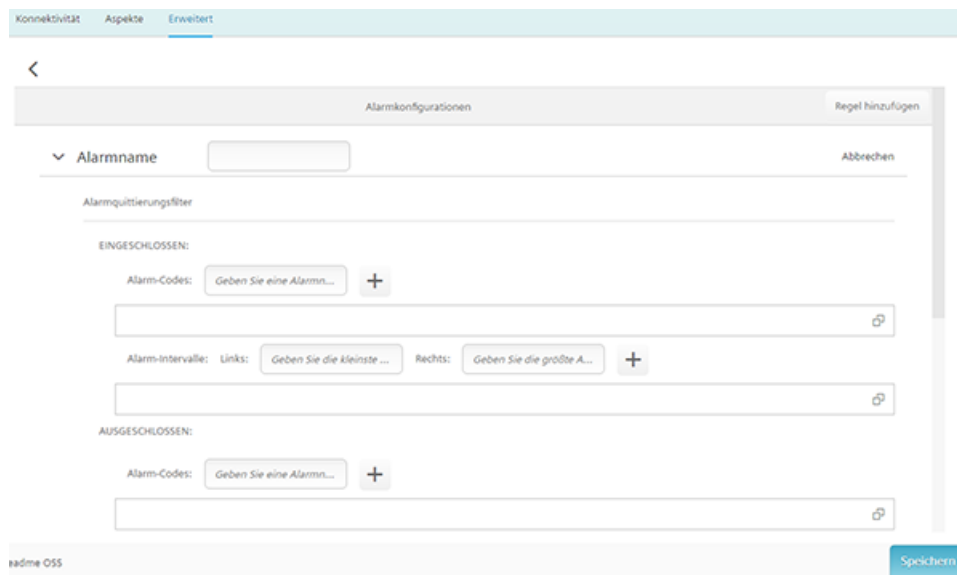 Konnektivität Aspekte Erweitert
Alarmkonfigurationen Regel hinzufügen
Alarmname Abbrechen
Alarmquittierungsfilter
EINGESCHLOSSEN:
Alarm-Codes: Geben Sie eine Alarmn...
Alarm-Intervalle: Links: Geben Sie die kleinste ... Rechts: Geben Sie die größte A...
AUSGESCHLOSSEN:
Alarm-Codes: Geben Sie eine Alarmn...
eadme OSS Speichern